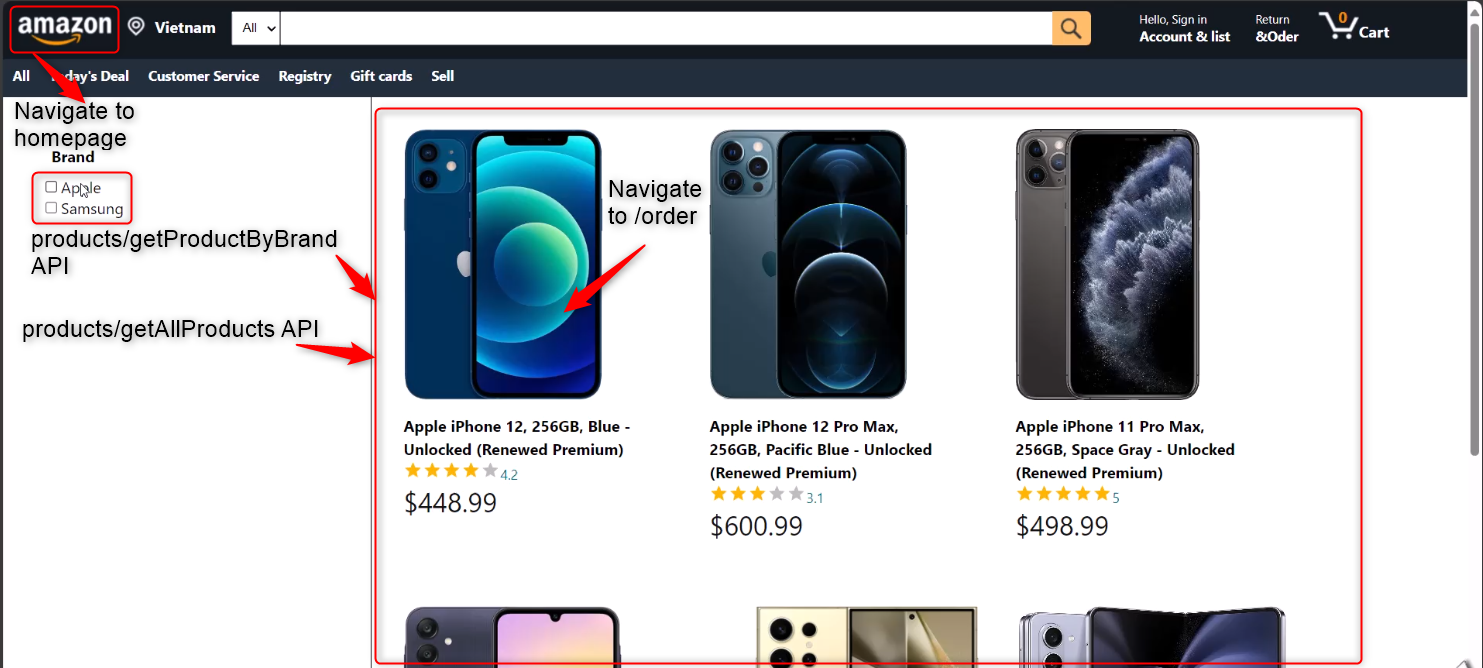 amazon
Vietnam
All
Hello, Sign in
Account & list
Return
&Oder
0
Cart
All
day's Deal
Customer Service
Registry
Gift cards
Sell
Navigate to
homepage
Brand
Apple
Samsung
products/getProductByBrand
API
products/getAllProducts API
Navigate
to /order
Apple iPhone 12, 256GB, Blue -
Unlocked (Renewed Premium)
4.2
$448.99
Apple iPhone 12 Pro Max,
256GB, Pacific Blue - Unlocked
(Renewed Premium)
3.1
$600.99
Apple iPhone 11 Pro Max,
256GB, Space Gray - Unlocked
(Renewed Premium)
5
$498.99